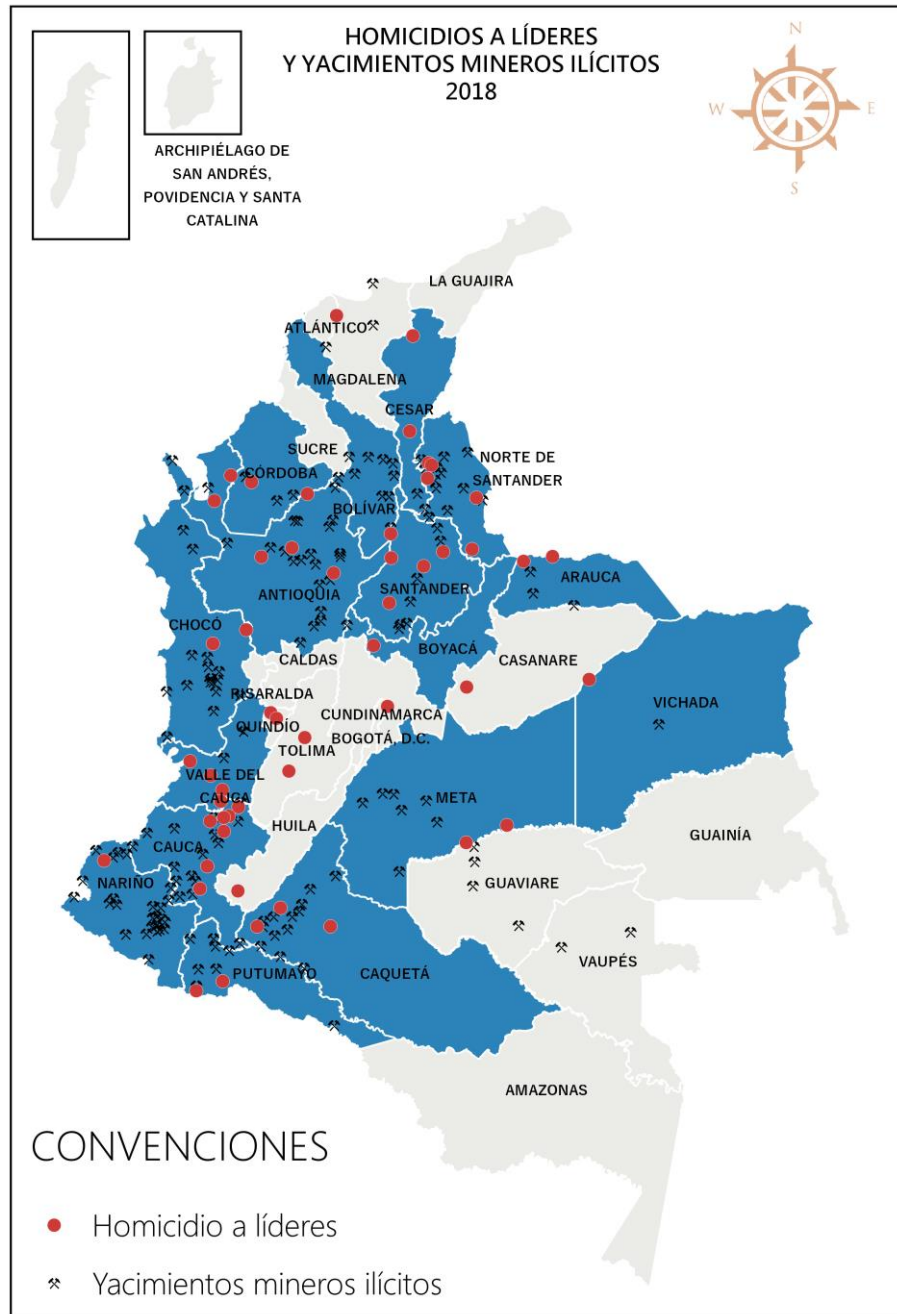 HOMICIDIOS A LÍDERES
Y YACIMIENTOS MINEROS ILÍCITOS
2018
N
W
E
S
ARCHIPIÉLAGO DE
SAN ANDRÉS,
POVIDENCIA Y SANTA
CATALINA
LA GUAJIRA
ATLÁNTICO
MAGDALENA
CESAR
SUCRE
NORTE DE
SANTANDER
CÓRDOBA
BOLÍVAR
ANTIOQUIA
SANTANDER
ARAUCA
CHOCÓ
BOYACÁ
CALDAS
CASANARE
RISARALDA
VICHADA
CUNDINAMARCA
QUINDÍO
BOGOTÁ, D.C.
TOLIMA
VALLE DEL
CAUCA
META
HUILA
GUAINÍA
CAUCA
NARIÑO
GUAVIARE
VAUPÉS
PUTUMAYO
CAQUETÁ
AMAZONAS
CONVENCIONES
Homicidio a líderes
Yacimientos mineros ilícitos